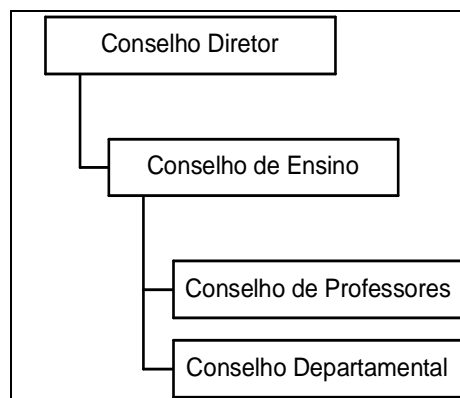 Conselho Diretor
Conselho de Ensino
Conselho de Professores
Conselho Departamental